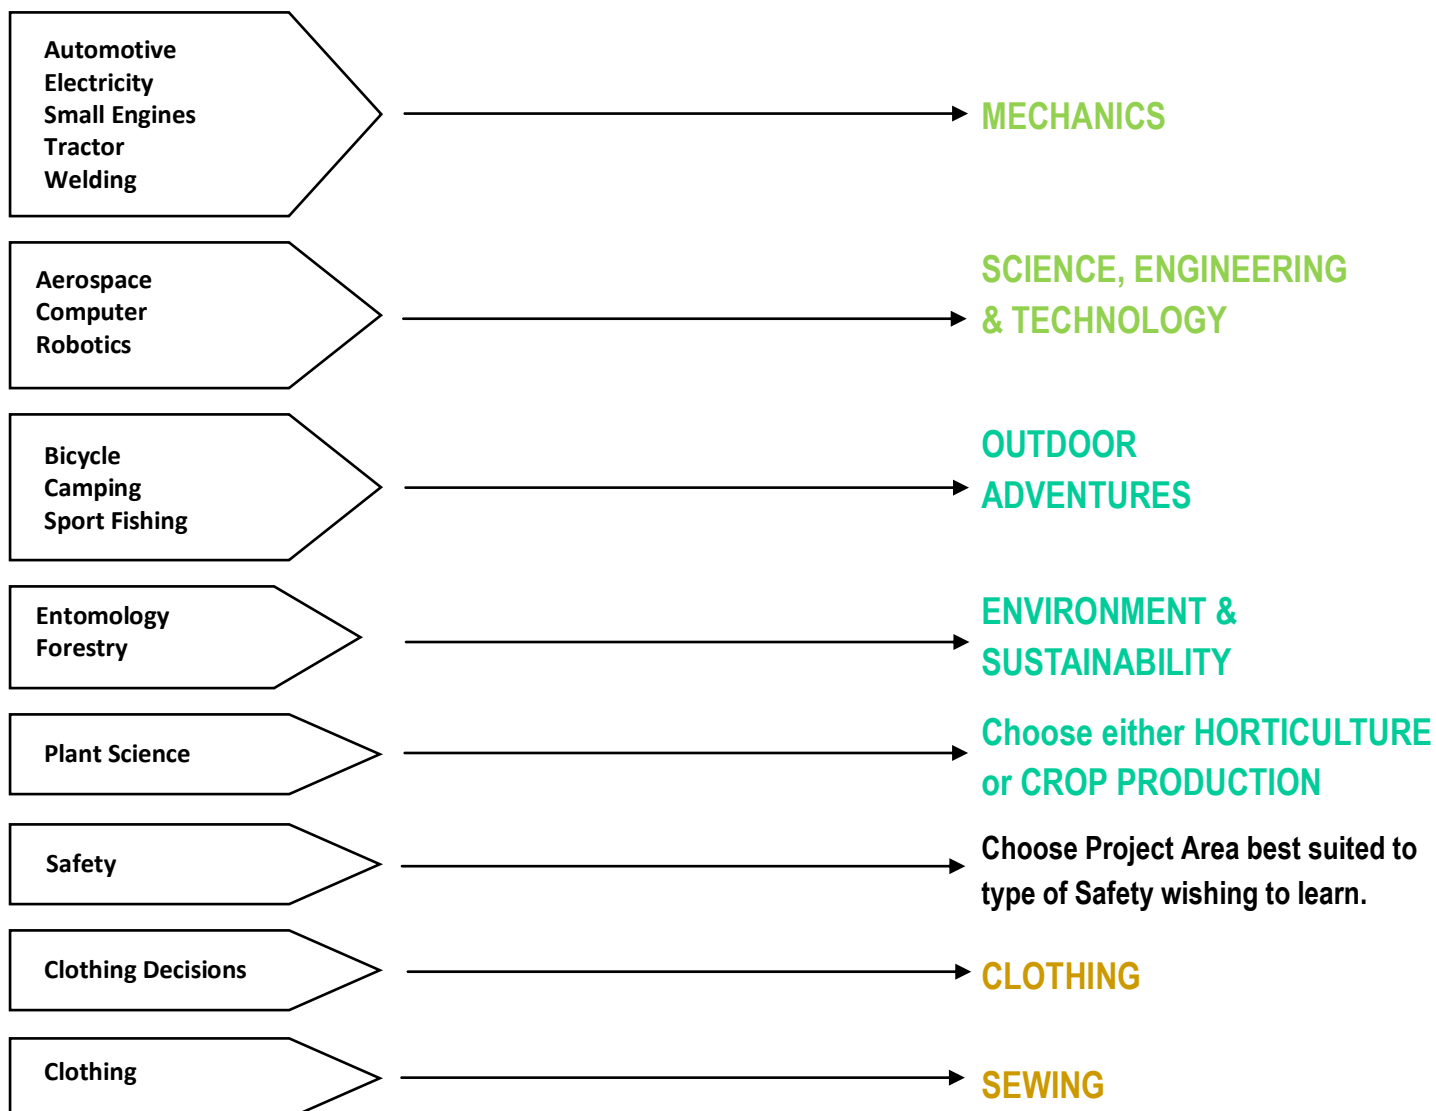 Automotive
Electricity
Small Engines
Tractor
Welding
MECHANICS
Aerospace
Computer
Robotics
SCIENCE, ENGINEERING
& TECHNOLOGY
Bicycle
Camping
Sport Fishing
OUTDOOR
ADVENTURES
Entomology
Forestry
ENVIRONMENT &
SUSTAINABILITY
Plant Science
Choose either HORTICULTURE
or CROP PRODUCTION
Safety
Choose Project Area best suited to
type of Safety wishing to learn.
Clothing Decisions
CLOTHING
Clothing
SEWING